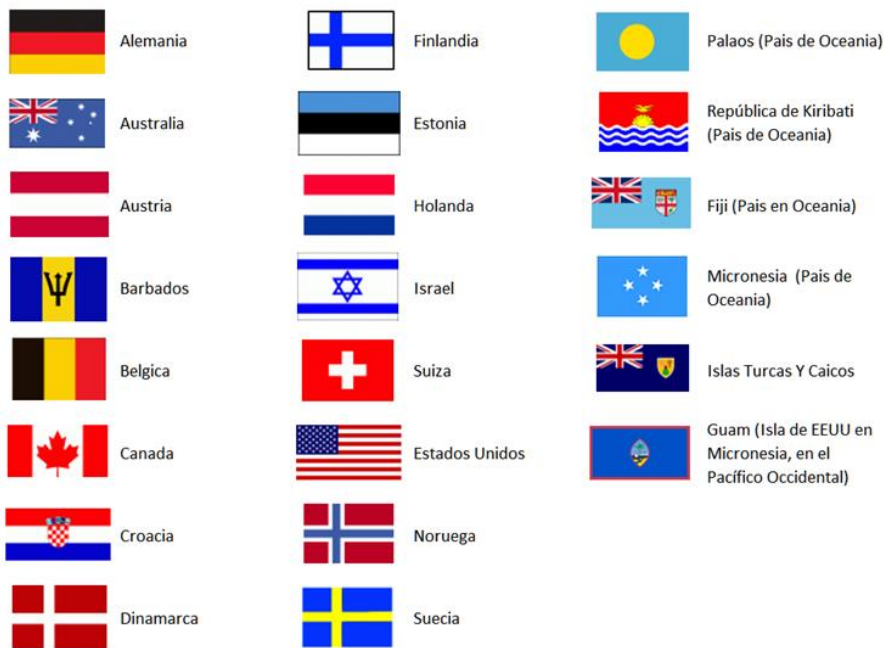 Alemania
Australia
Austria
Barbados
Belgica
Canada
Croacia
Dinamarca
Finlandia
Estonia
Holanda
Israel
Suiza
Estados Unidos
Noruega
Suecia
Palaos (Pais de Oceania)
República de Kiribati
(Pais de Oceania)
Fiji (Pais en Oceania)
Micronesia (Pais de
Oceania)
Islas Turcas Y Caicos
Guam (Isla de EEUU en
Micronesia, en el
Pacífico Occidental)